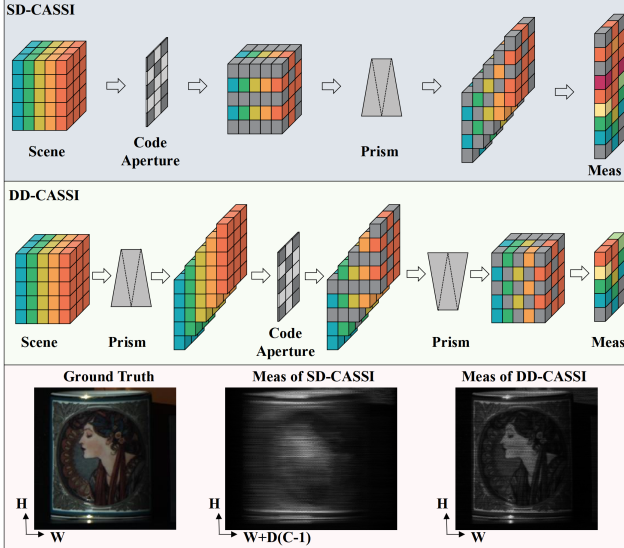 SD-CASSI
Scene
Code
Aperture
Prism
Meas
DD-CASSI
Scene
Prism
Code
Aperture
Prism
Meas
Ground Truth
Meas of SD-CASSI
Meas of DD-CASSI
H
W
H
W+D(C-1)
H
W